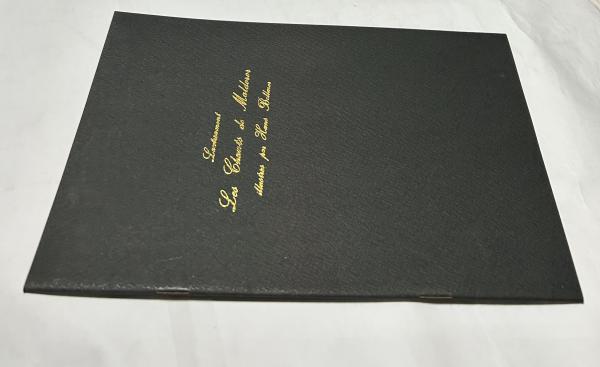 Lautréamont
Les Chants de Maldoror
illustrés par Hans Bellmer